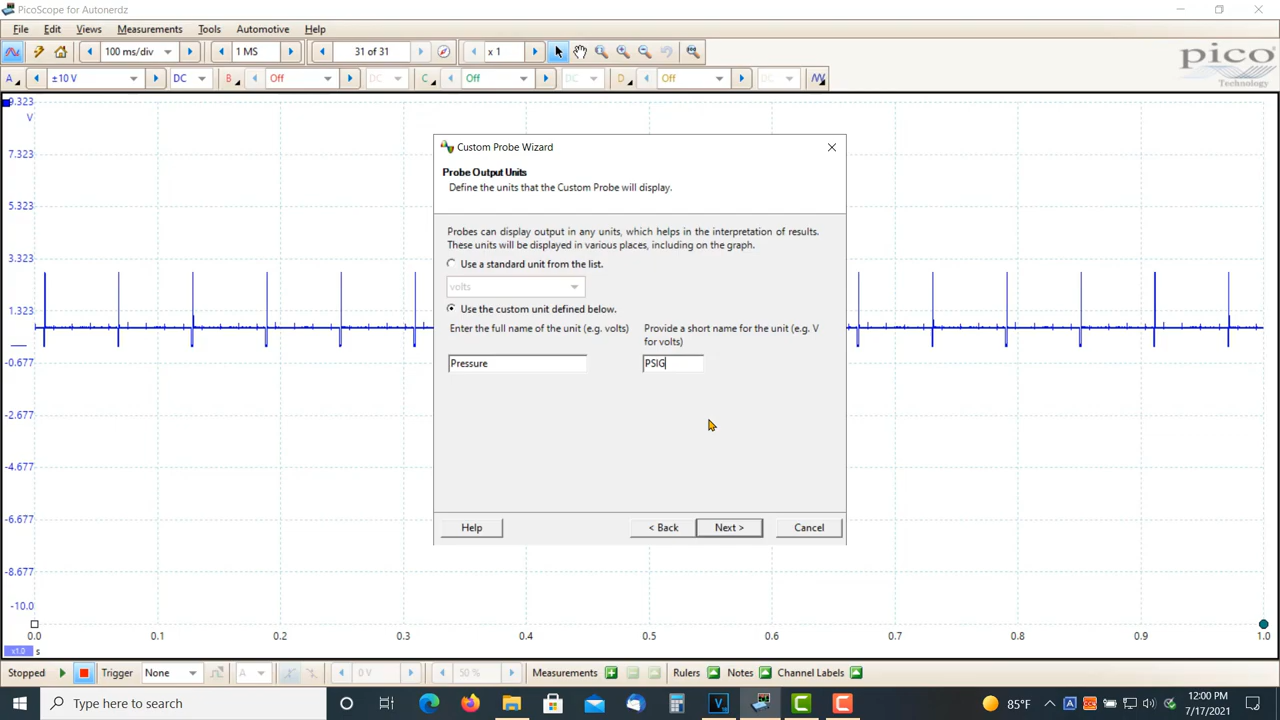 PicoScope for Autonerdz
File Edit Views Measurements Tools Automotive Help
100 ms/div 1 MS 31 of 31 x 1
pico
Technology
A ±10 V DC B Off DC C Off DC D Off DC
9.323
V
7.323
5.323
3.323
1.323
-0.677
-2.677
-4.677
-6.677
-8.677
-10.0
0.0 0.1 0.2 0.3 0.4 0.5 0.6 0.7 0.8 0.9 1.0
x1.0 s
Custom Probe Wizard
Probe Output Units
Define the units that the Custom Probe will display.
Probes can display output in any units, which helps in the interpretation of results.
These units will be displayed in various places, including on the graph.
Use a standard unit from the list.
volts
Use the custom unit defined below.
Enter the full name of the unit (e.g. volts)
Provide a short name for the unit (e.g. V
for volts)
Pressure
PSIG
Help < Back Next > Cancel
Stopped Trigger None A 0 V 50 % Measurements Rulers Notes Channel Labels
Type here to search
85°F
12:00 PM
7/17/2021